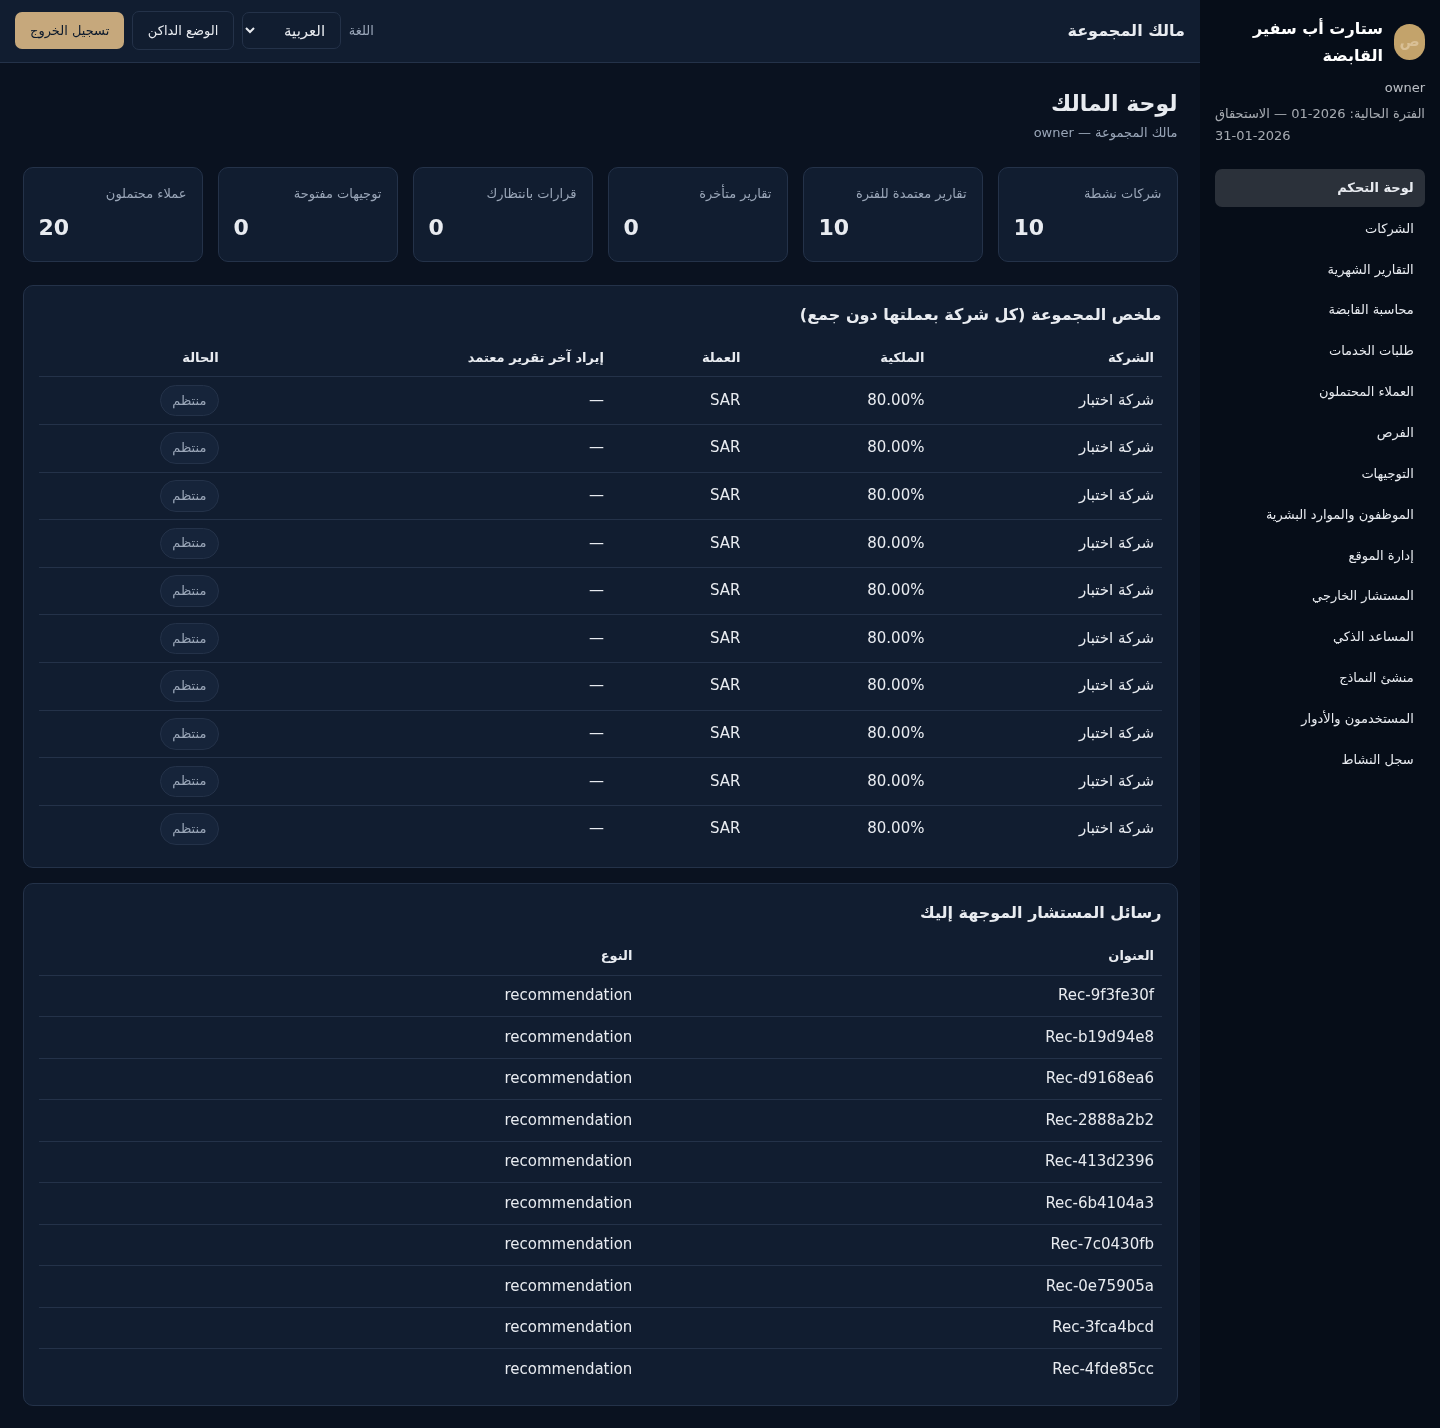 ص
ستارت أب سفير
القابضة
owner
الفترة الحالية: 2026-01 — الاستحقاق
31-01-2026
لوحة التحكم
الشركات
التقارير الشهرية
محاسبة القابضة
طلبات الخدمات
العملاء المحتملون
الفرص
التوجيهات
الموظفون والموارد البشرية
إدارة الموقع
المستشار الخارجي
المساعد الذكي
منشئ النماذج
المستخدمون والأدوار
سجل النشاط
مالك المجموعة
اللغة
العربية
الوضع الداكن
تسجيل الخروج
لوحة المالك
مالك المجموعة — owner
شركات نشطة
10
تقارير معتمدة للفترة
10
تقارير متأخرة
0
قرارات بانتظارك
0
توجيهات مفتوحة
0
عملاء محتملون
20
ملخص المجموعة (كل شركة بعملتها دون جمع)
الشركة الملكية العملة إيراد آخر تقرير معتمد الحالة
شركة اختبار 80.00% SAR — منتظم
شركة اختبار 80.00% SAR — منتظم
شركة اختبار 80.00% SAR — منتظم
شركة اختبار 80.00% SAR — منتظم
شركة اختبار 80.00% SAR — منتظم
شركة اختبار 80.00% SAR — منتظم
شركة اختبار 80.00% SAR — منتظم
شركة اختبار 80.00% SAR — منتظم
شركة اختبار 80.00% SAR — منتظم
شركة اختبار 80.00% SAR — منتظم
رسائل المستشار الموجهة إليك
العنوان النوع
Rec-9f3fe30f recommendation
Rec-b19d94e8 recommendation
Rec-d9168ea6 recommendation
Rec-2888a2b2 recommendation
Rec-413d2396 recommendation
Rec-6b4104a3 recommendation
Rec-7c0430fb recommendation
Rec-0e75905a recommendation
Rec-3fca4bcd recommendation
Rec-4fde85cc recommendation